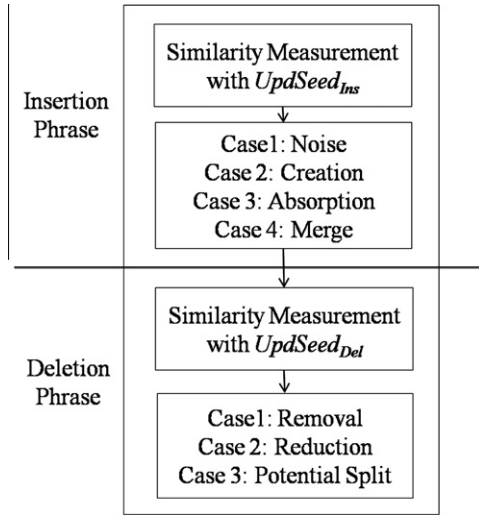 Insertion
Phrase
Similarity Measurement
with UpdSeedIns
Case1: Noise
Case 2: Creation
Case 3: Absorption
Case 4: Merge
Deletion
Phrase
Similarity Measurement
with UpdSeedDel
Case1: Removal
Case 2: Reduction
Case 3: Potential Split